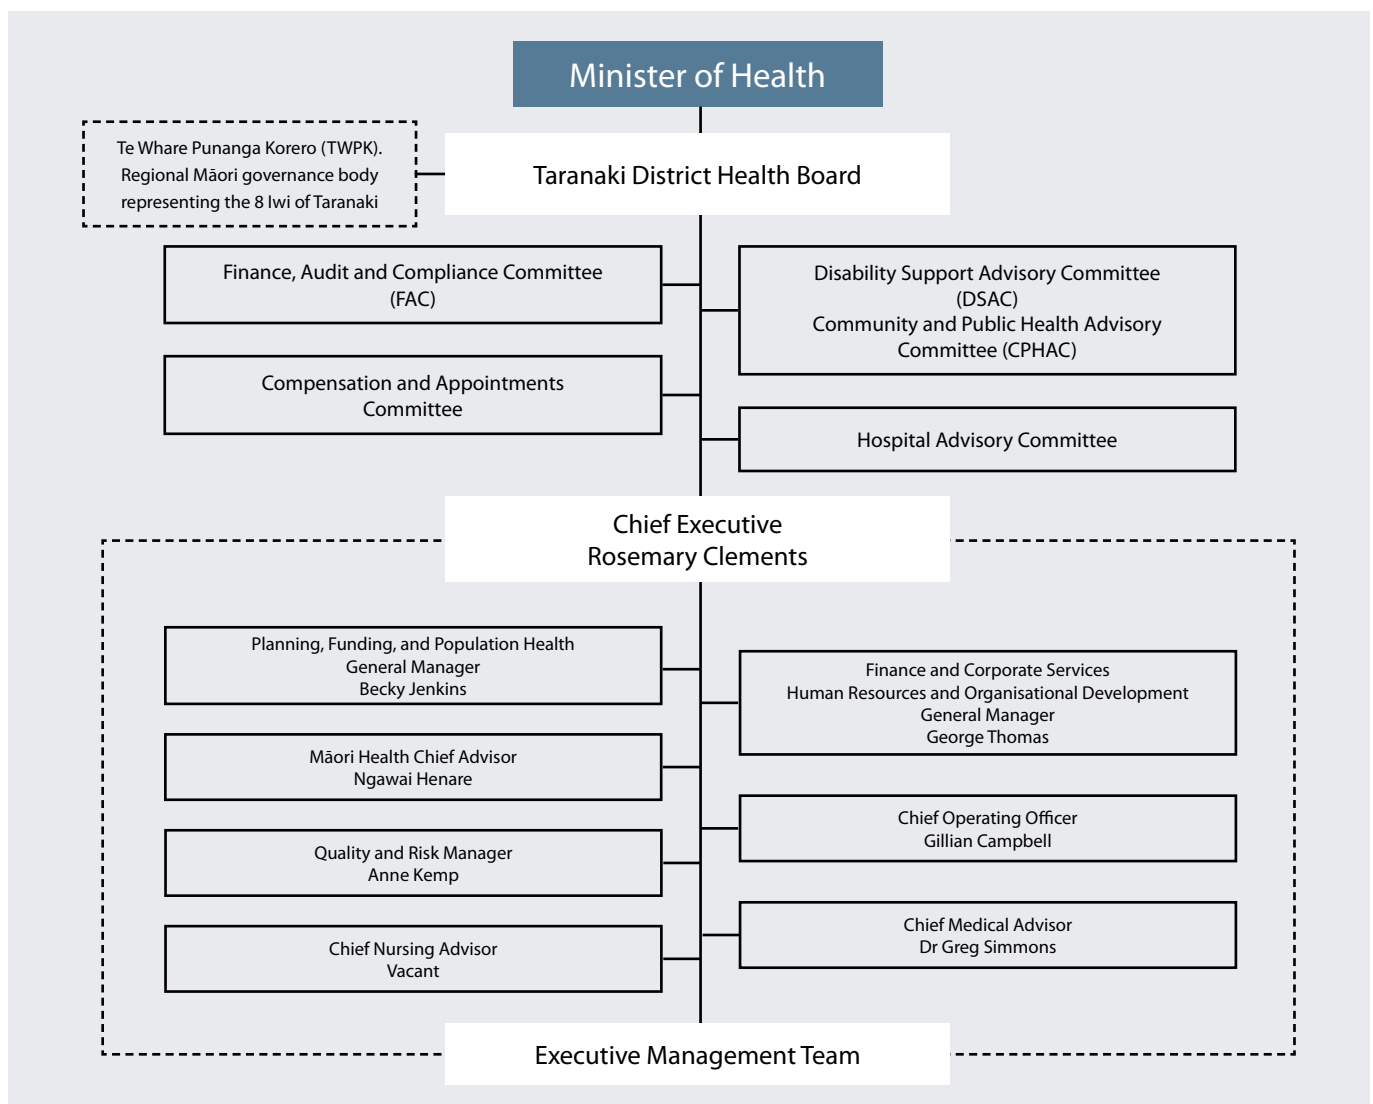 Minister of Health
Te Whare Punanga Korero (TWPK).
Regional Māori governance body
representing the 8 Iwi of Taranaki
Taranaki District Health Board
Finance, Audit and Compliance Committee
(FAC)
Disability Support Advisory Committee
(DSAC)
Community and Public Health Advisory
Committee (CPHAC)
Compensation and Appointments
Committee
Hospital Advisory Committee
Chief Executive
Rosemary Clements
Planning, Funding, and Population Health
General Manager
Becky Jenkins
Finance and Corporate Services
Human Resources and Organisational Development
General Manager
George Thomas
Māori Health Chief Advisor
Ngawai Henare
Chief Operating Officer
Gillian Campbell
Quality and Risk Manager
Anne Kemp
Chief Medical Advisor
Dr Greg Simmons
Chief Nursing Advisor
Vacant
Executive Management Team